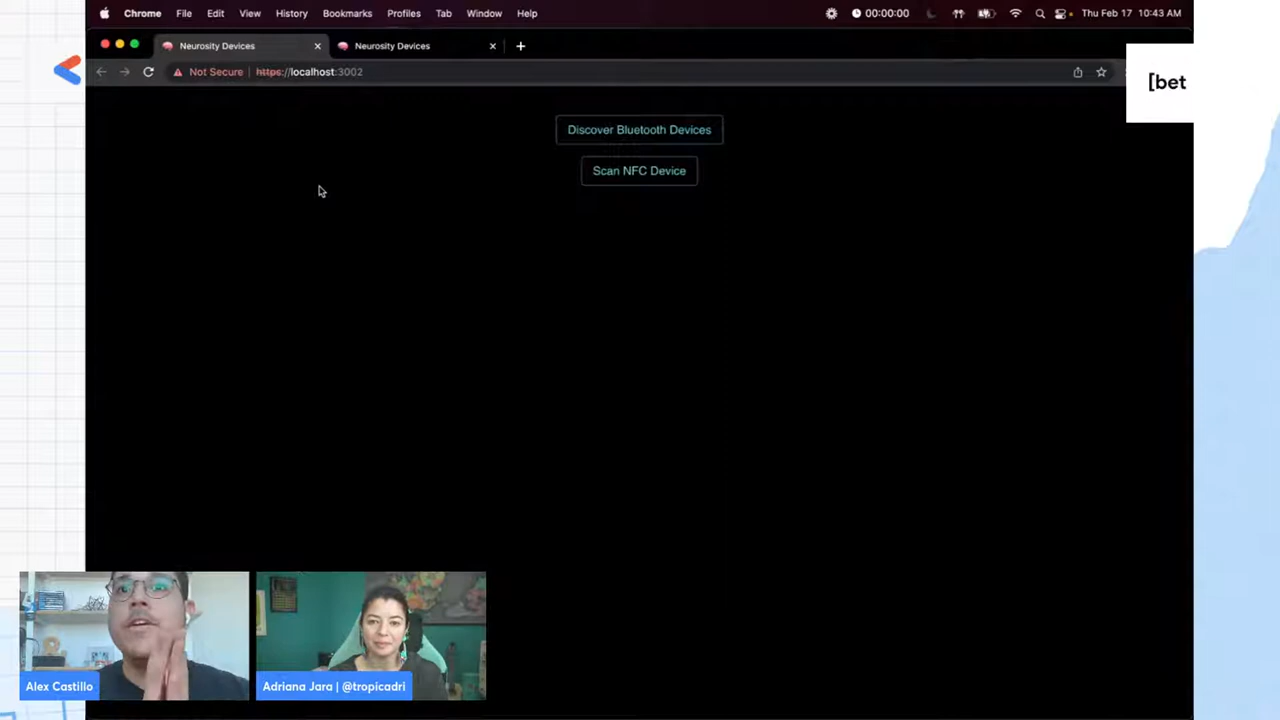 Chrome File Edit View History Bookmarks Profiles Tab Window Help 00:00:00 Thu Feb 17 10:43 AM
Neurosity Devices Neurosity Devices
Not Secure https://localhost:3002
[bet
Discover Bluetooth Devices
Scan NFC Device
Alex Castillo Adriana Jara | @tropicadri